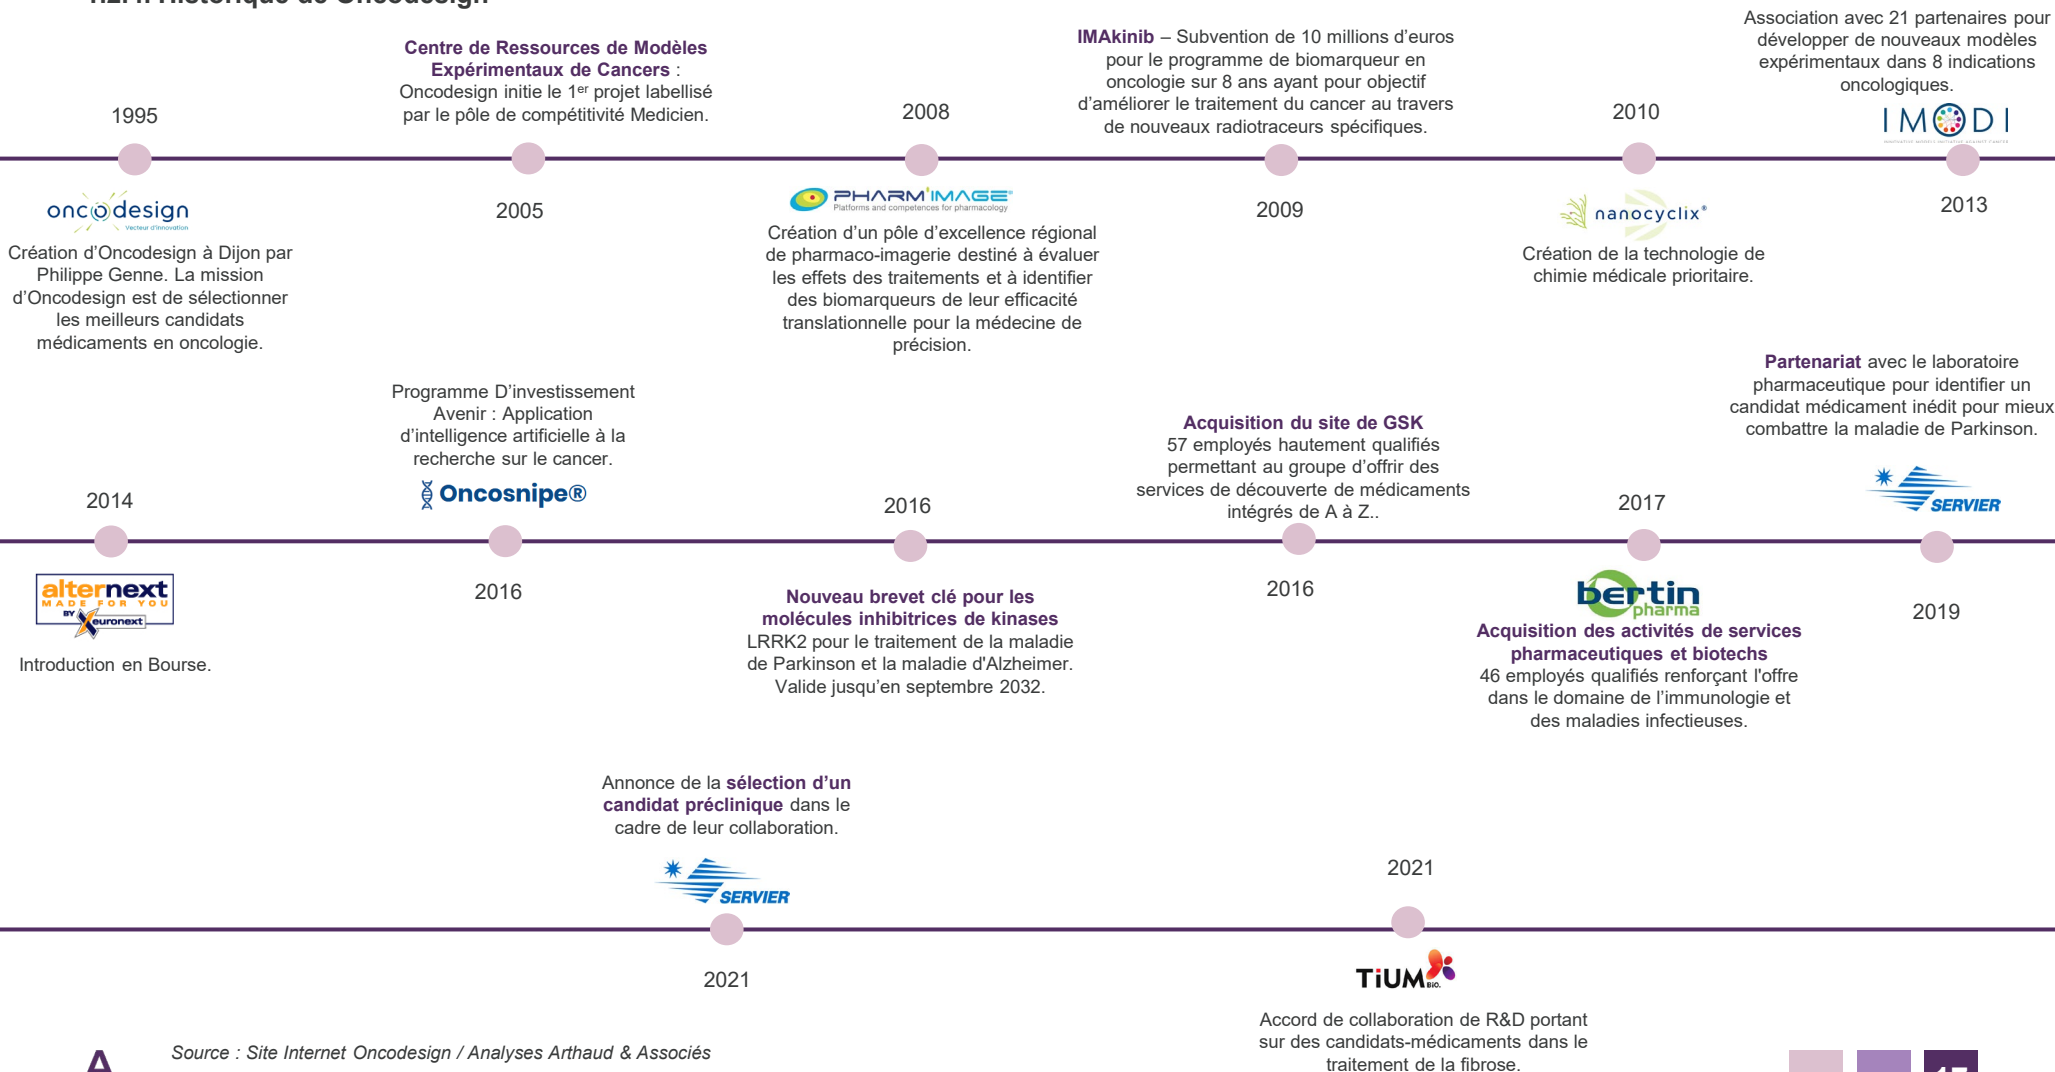 1995
oncodesign
Vecteur d'innovation
Création d’Oncodesign à Dijon par
Philippe Genne. La mission
d’Oncodesign est de sélectionner
les meilleurs candidats
médicaments en oncologie.
Centre de Ressources de Modèles
Expérimentaux de Cancers :
Oncodesign initie le 1er projet labellisé
par le pôle de compétitivité Medicien.
2005
2008
PHARM'IMAGE®
Platforms and competences for pharmacology
Création d’un pôle d’excellence régional
de pharmaco-imagerie destiné à évaluer
les effets des traitements et à identifier
des biomarqueurs de leur efficacité
translationnelle pour la médecine de
précision.
IMAkinib – Subvention de 10 millions d’euros
pour le programme de biomarqueur en
oncologie sur 8 ans ayant pour objectif
d’améliorer le traitement du cancer au travers
de nouveaux radiotraceurs spécifiques.
2009
2010
nanocyclix®
Création de la technologie de
chimie médicale prioritaire.
Association avec 21 partenaires pour
développer de nouveaux modèles
expérimentaux dans 8 indications
oncologiques.
IMODI
2013
2014
alternext
MADE FOR YOU
BY euronext
Introduction en Bourse.
Programme D’investissement
Avenir : Application
d’intelligence artificielle à la
recherche sur le cancer.
Oncosnipe®
2016
2016
Nouveau brevet clé pour les
molécules inhibitrices de kinases
LRRK2 pour le traitement de la maladie
de Parkinson et la maladie d'Alzheimer.
Valide jusqu’en septembre 2032.
Acquisition du site de GSK
57 employés hautement qualifiés
permettant au groupe d’offrir des
services de découverte de médicaments
intégrés de A à Z..
2016
2017
bertin
pharma
Acquisition des activités de services
pharmaceutiques et biotechs
46 employés qualifiés renforçant l'offre
dans le domaine de l’immunologie et
des maladies infectieuses.
Partenariat avec le laboratoire
pharmaceutique pour identifier un
candidat médicament inédit pour mieux
combattre la maladie de Parkinson.
SERVIER
2019
Annonce de la sélection d’un
candidat préclinique dans le
cadre de leur collaboration.
SERVIER
2021
2021
TiUM
BIO.
Accord de collaboration de R&D portant
sur des candidats-médicaments dans le
traitement de la fibrose.
A
Source : Site Internet Oncodesign / Analyses Arthaud & Associés